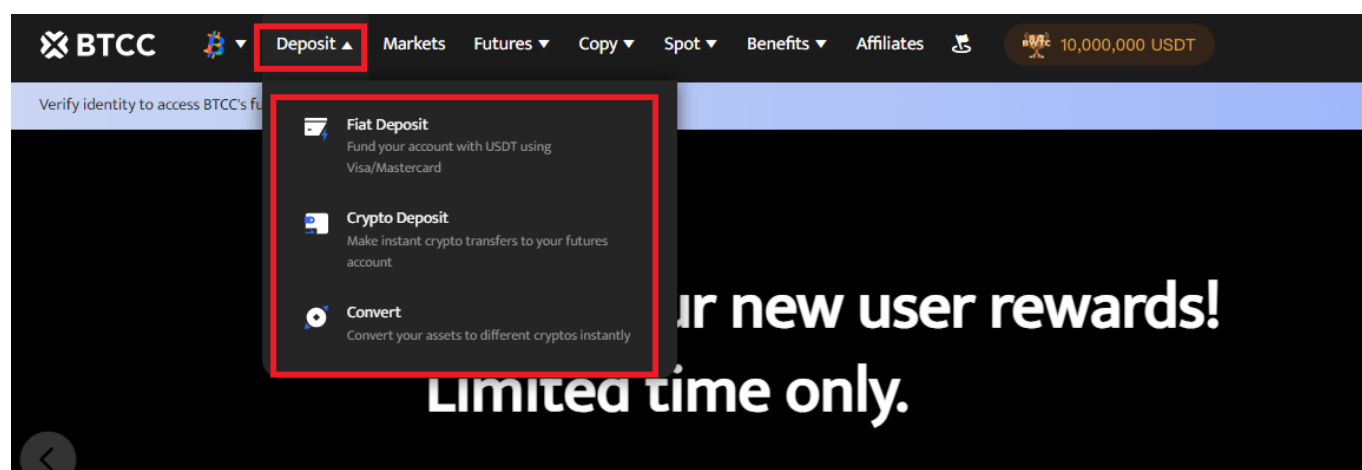 BTCC Deposit Markets Futures Copy Spot Benefits Affiliates 10,000,000 USDT
Verify identity to access BTCC's fu
Fiat Deposit
Fund your account with USDT using
Visa/Mastercard
Crypto Deposit
Make instant crypto transfers to your futures
account
Convert
Convert your assets to different cryptos instantly
ur new user rewards!
Limited time only.